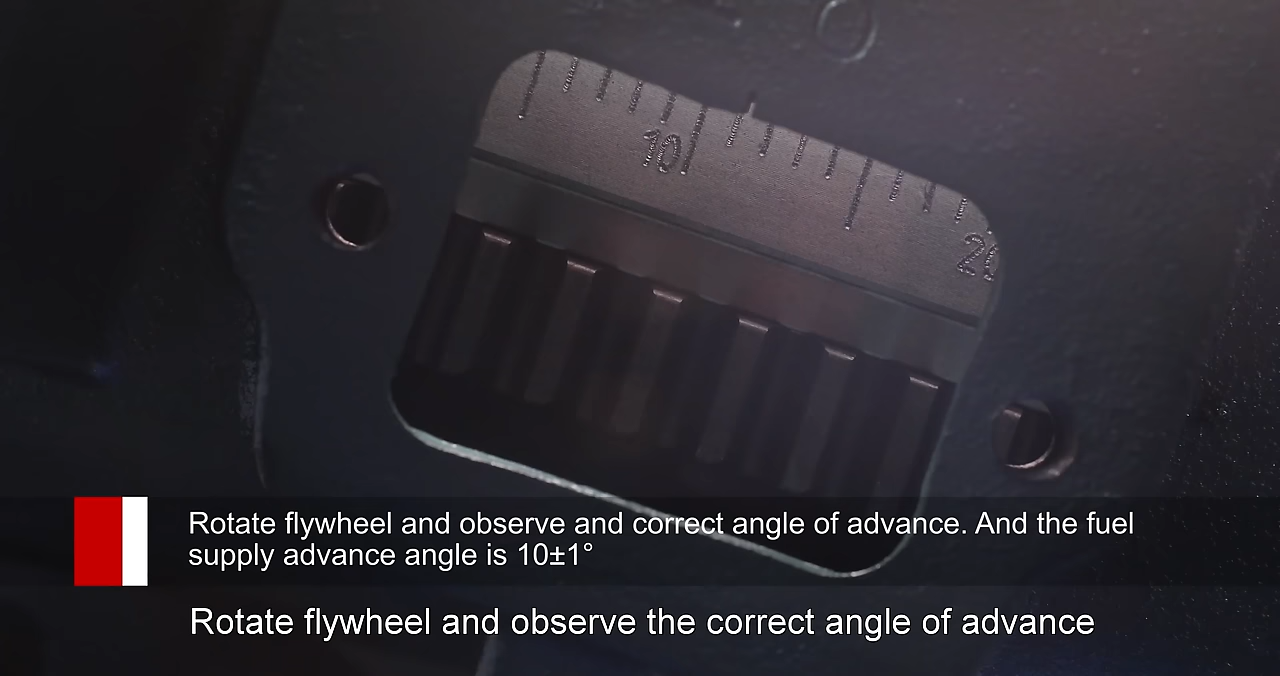 0
10
2
Rotate flywheel and observe and correct angle of advance. And the fuel
supply advance angle is 10±1°
Rotate flywheel and observe the correct angle of advance